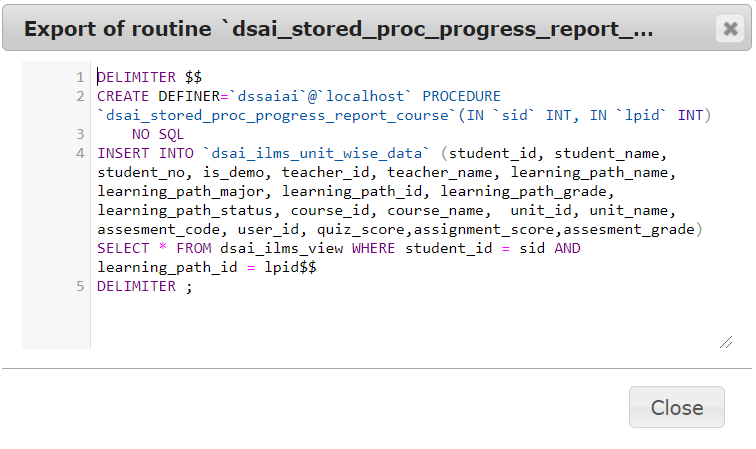 Export of routine `dsai_stored_proc_progress_report_...
1 DELIMITER $$
2 CREATE DEFINER=`dssaiai`@`localhost` PROCEDURE
`dsai_stored_proc_progress_report_course`(IN `sid` INT, IN `lpid` INT)
3 NO SQL
4 INSERT INTO `dsai_ilms_unit_wise_data` (student_id, student_name,
student_no, is_demo, teacher_id, teacher_name, learning_path_name,
learning_path_major, learning_path_id, learning_path_grade,
learning_path_status, course_id, course_name,  unit_id, unit_name,
assesment_code, user_id, quiz_score,assignment_score,assesment_grade)
SELECT * FROM dsai_ilms_view WHERE student_id = sid AND
learning_path_id = lpid$$
5 DELIMITER ;
Close